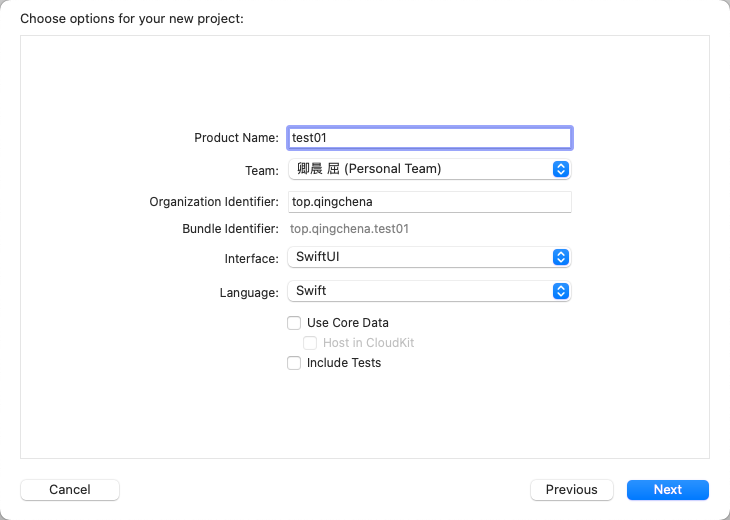 Choose options for your new project:
Product Name: test01
Team: 卿晨 屈 (Personal Team)
Organization Identifier: top.qingchena
Bundle Identifier: top.qingchena.test01
Interface: SwiftUI
Language: Swift
Use Core Data
Host in CloudKit
Include Tests
Cancel Previous Next